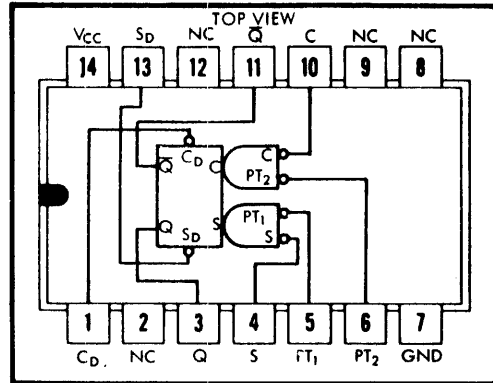 TOP VIEW
VCC SD NC Q̅ C NC NC
14 13 12 11 10 9 8
CD
Q̅ C C
PT2
Q S PT1
SD S
1 2 3 4 5 6 7
CD. NC Q S FT1 PT2 GND